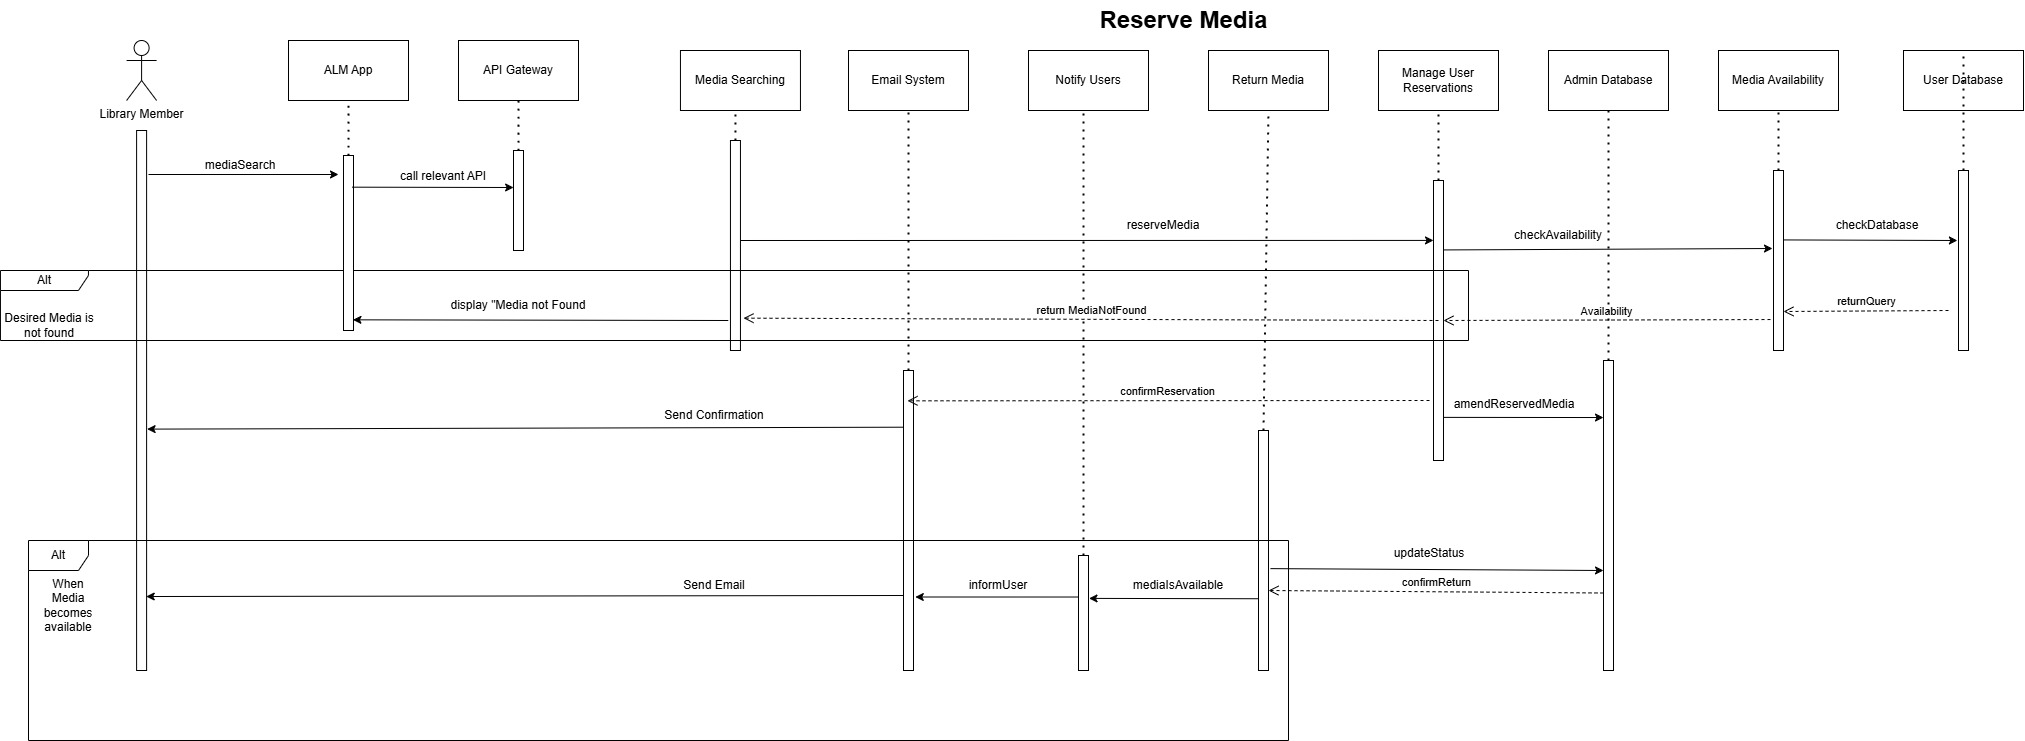 Reserve Media
Library Member
ALM App
API Gateway
Media Searching
Email System
Notify Users
Return Media
Manage User
Reservations
Admin Database
Media Availability
User Database
mediaSearch
call relevant API
reserveMedia
checkAvailability
checkDatabase
Alt
Desired Media is
not found
display "Media not Found
return MediaNotFound
Availability
returnQuery
confirmReservation
amendReservedMedia
Send Confirmation
Alt
When
Media
becomes
available
Send Email
informUser
mediaIsAvailable
updateStatus
confirmReturn